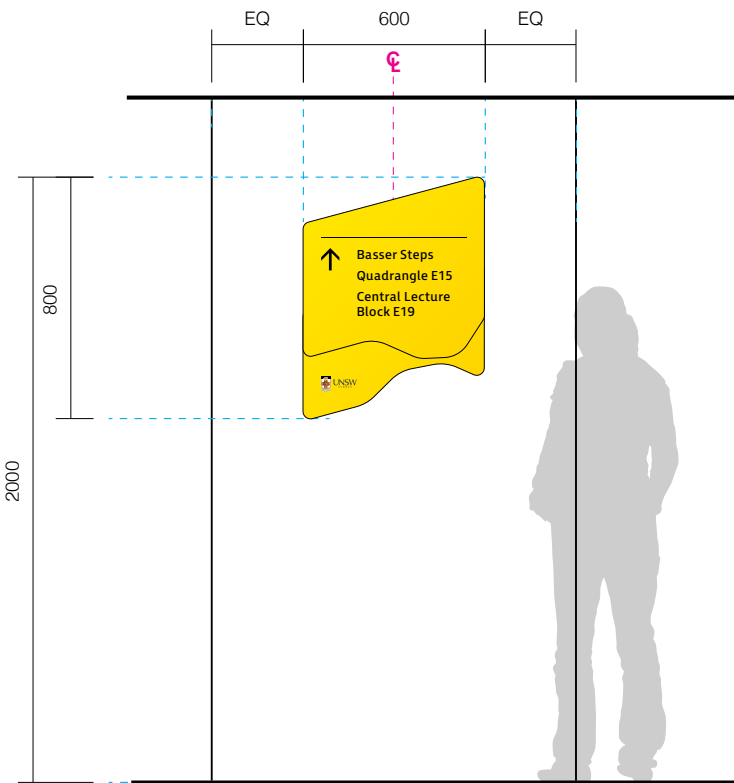 EQ 600 EQ
℄
800
2000
Basser Steps
Quadrangle E15
Central Lecture
Block E19
UNSW